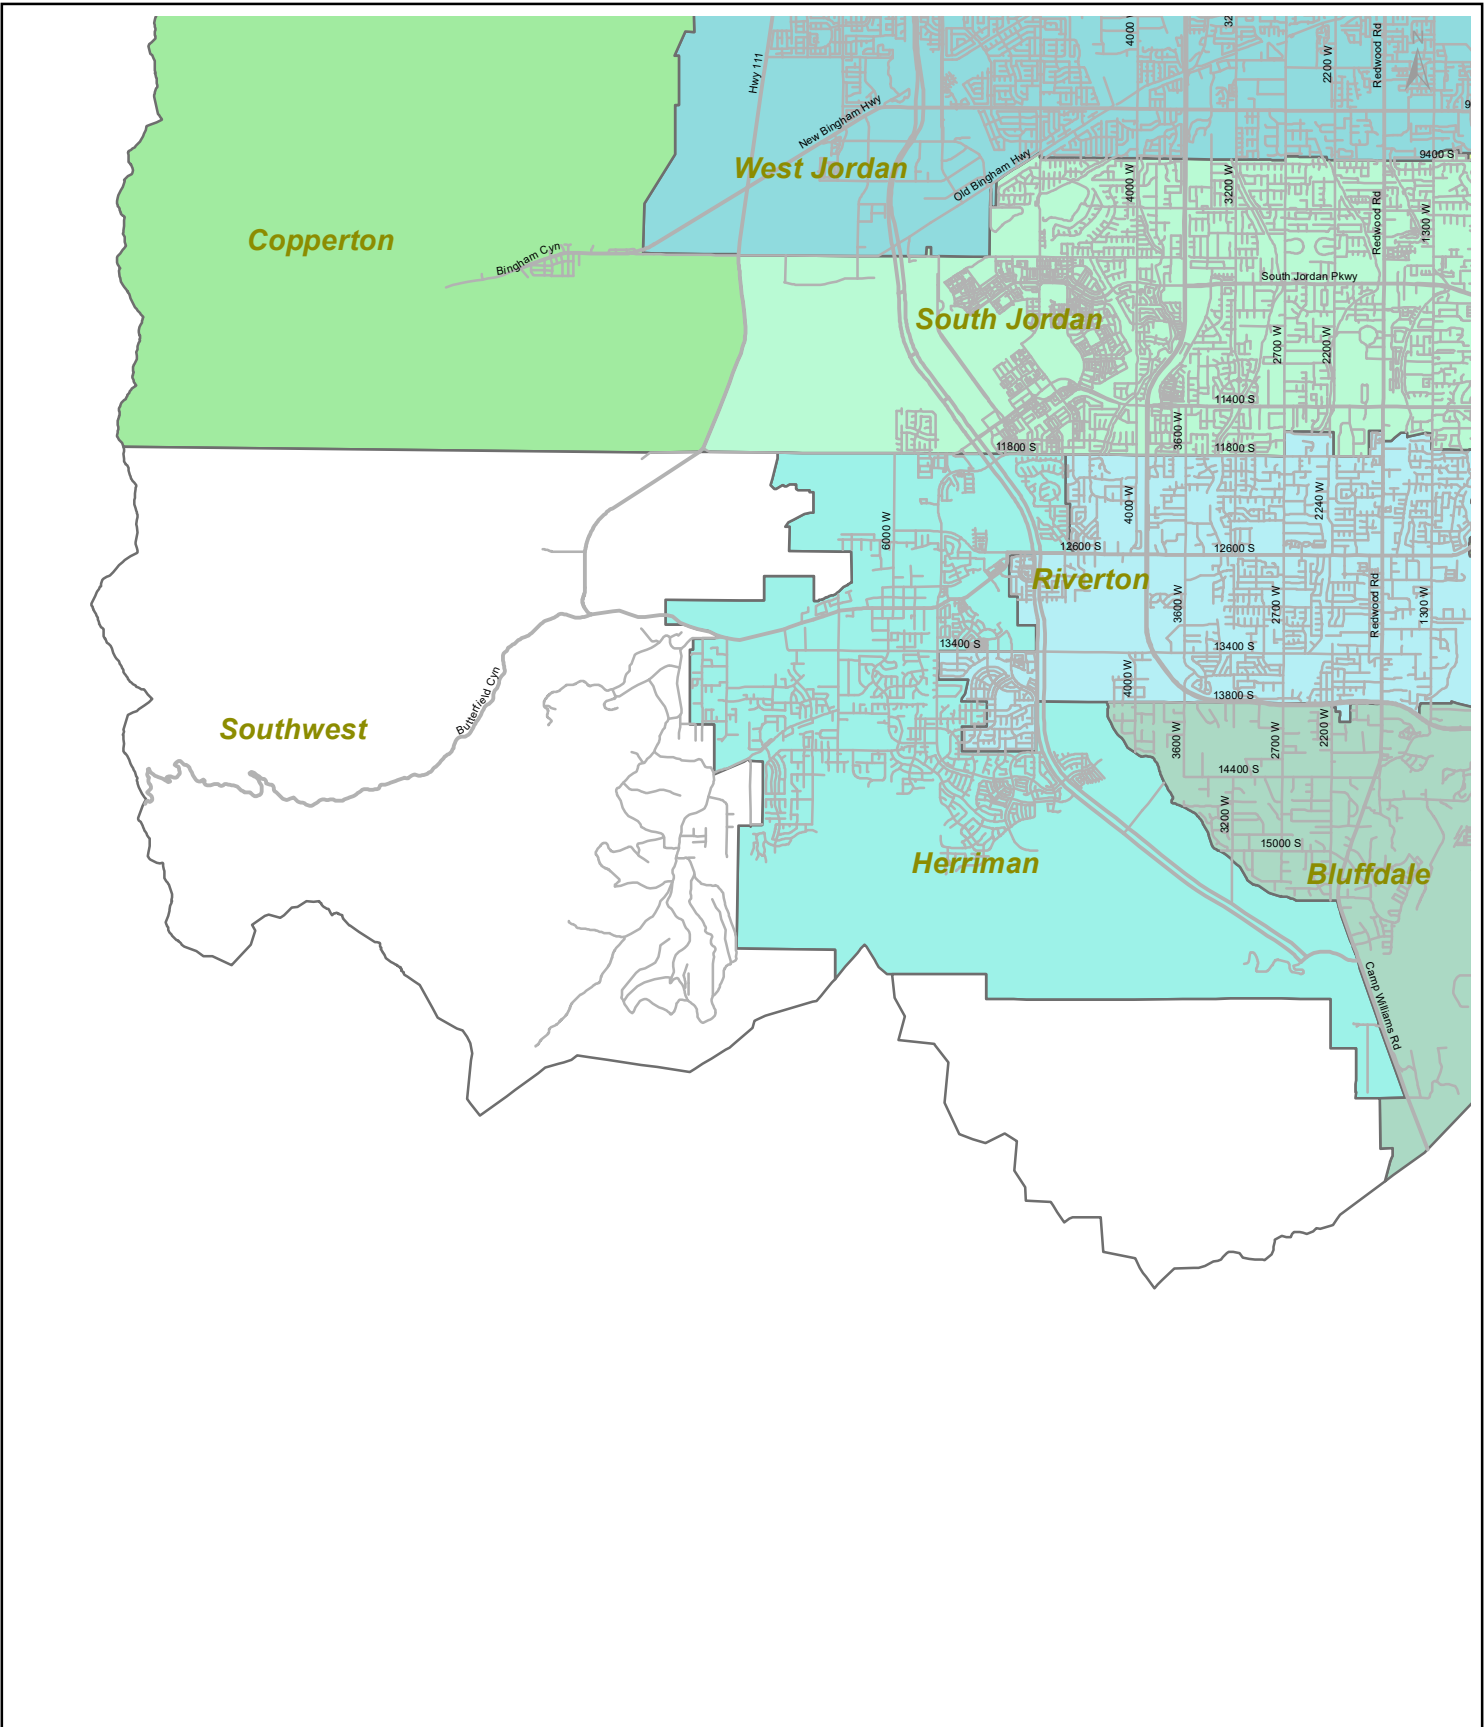 4000 W
32
2200 W
Redwood Rd
N
Hwy 111
New Bingham Hwy
9
West Jordan
Old Bingham Hwy
9400 S
4000 W
3200 W
Redwood Rd
1300 W
Copperton
Bingham Cyn
South Jordan Pkwy
South Jordan
2700 W
2200 W
11400 S
3600 W
11800 S
11800 S
4000 W
2240 W
6000 W
12600 S
12600 S
Riverton
3600 W
2700 W
Redwood Rd
1300 W
13400 S
13400 S
4000 W
13800 S
Butterfield Cyn
Southwest
3600 W
2700 W
2200 W
14400 S
3200 W
15000 S
Herriman
Bluffdale
Camp Williams Rd